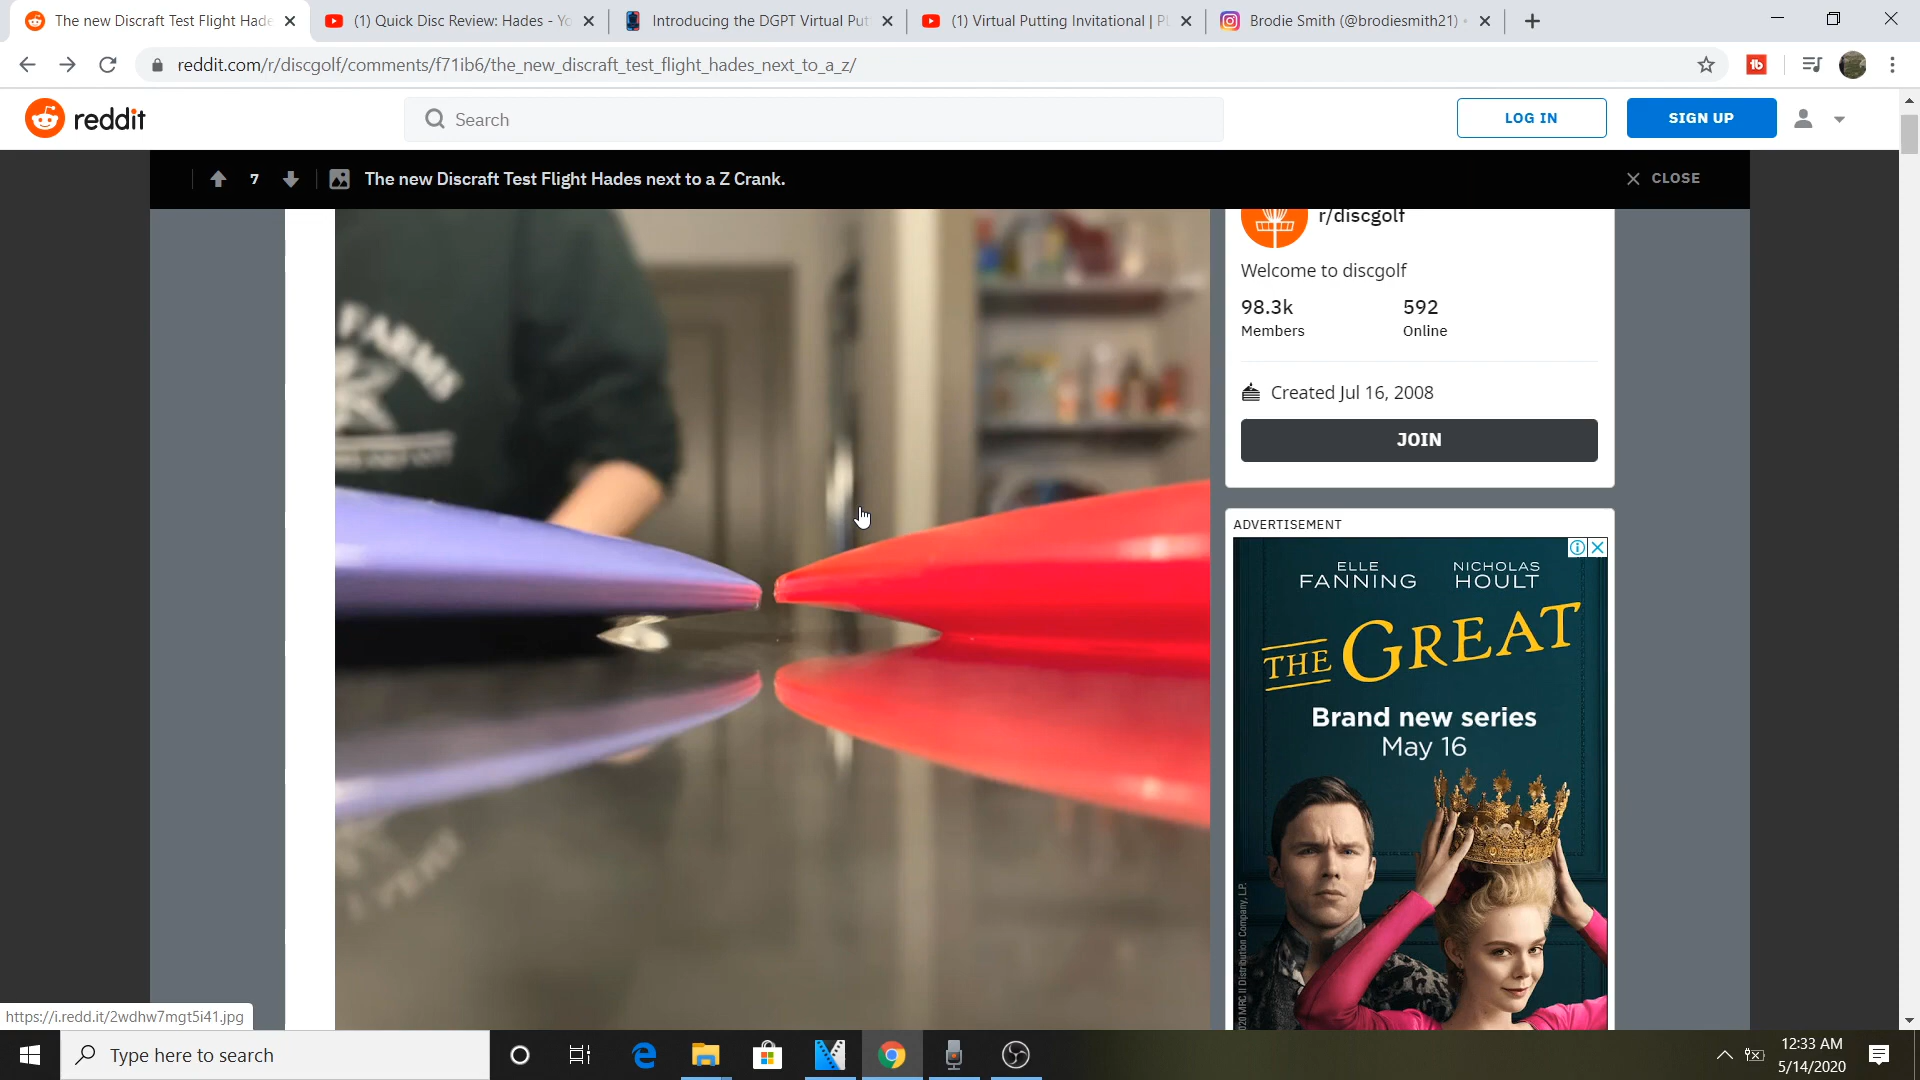 The new Discraft Test Flight Hade
(1) Quick Disc Review: Hades - Yo
Introducing the DGPT Virtual Put
(1) Virtual Putting Invitational | PL
Brodie Smith (@brodiesmith21) •
reddit.com/r/discgolf/comments/f71ib6/the_new_discraft_test_flight_hades_next_to_a_z/
reddit
Search
LOG IN
SIGN UP
7
The new Discraft Test Flight Hades next to a Z Crank.
CLOSE
r/discgolf
Welcome to discgolf
98.3k
592
Members
Online
Created Jul 16, 2008
JOIN
FARMS
ADVERTISEMENT
ELLE FANNING
NICHOLAS HOULT
THE GREAT
Brand new series
May 16
https://i.redd.it/2wdhw7mgt5i41.jpg
Type here to search
12:33 AM
5/14/2020